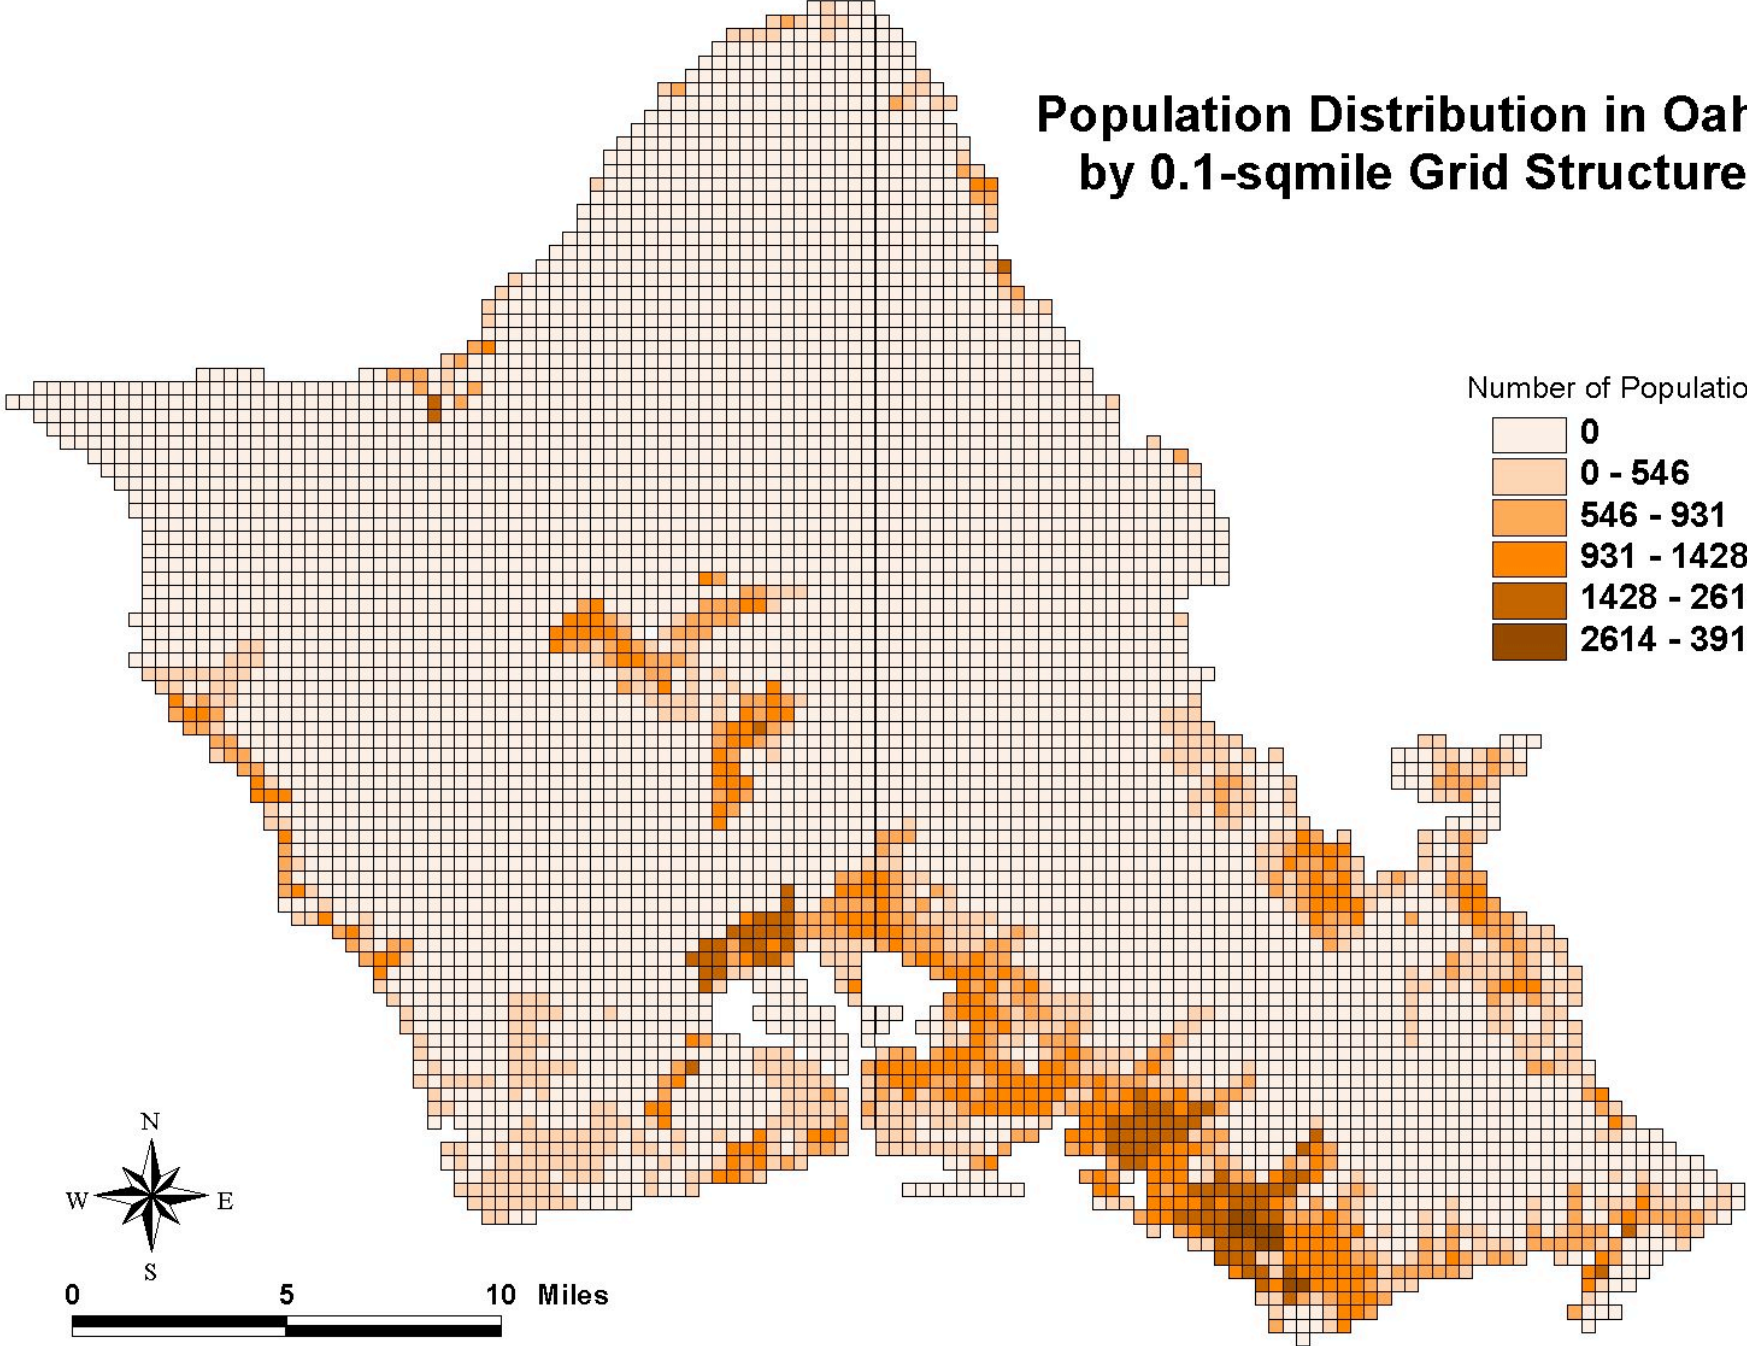 Population Distribution in Oah
by 0.1-sqmile Grid Structure
Number of Populatio
0
0 - 546
546 - 931
931 - 1428
1428 - 261
2614 - 391
N
W E
S
0 5 10 Miles